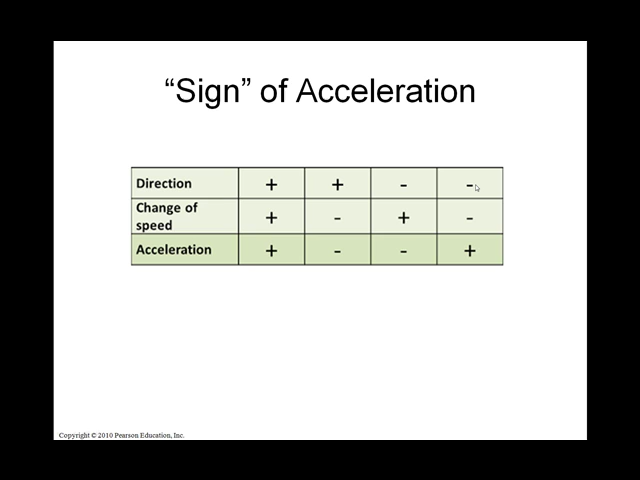 “Sign” of Acceleration
Direction + + - -
Change of
speed + - + -
Acceleration + - - +
Copyright © 2010 Pearson Education, Inc.